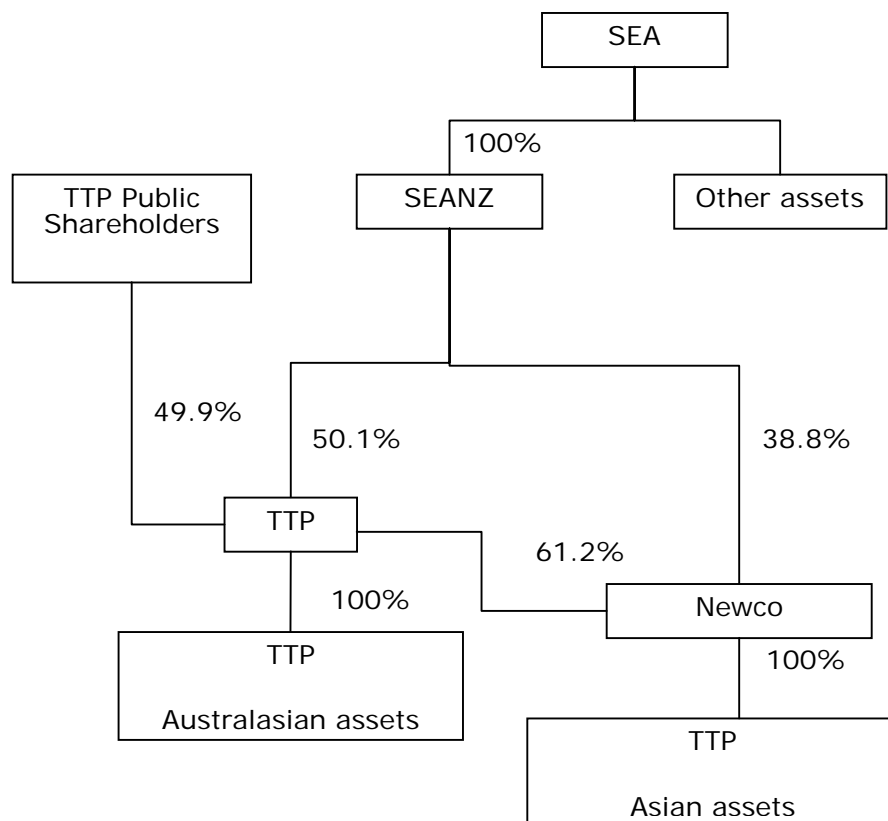 SEA
100%
TTP Public
Shareholders
SEANZ
Other assets
49.9%
50.1%
38.8%
TTP
61.2%
100%
Newco
TTP
Australasian assets
100%
TTP
Asian assets